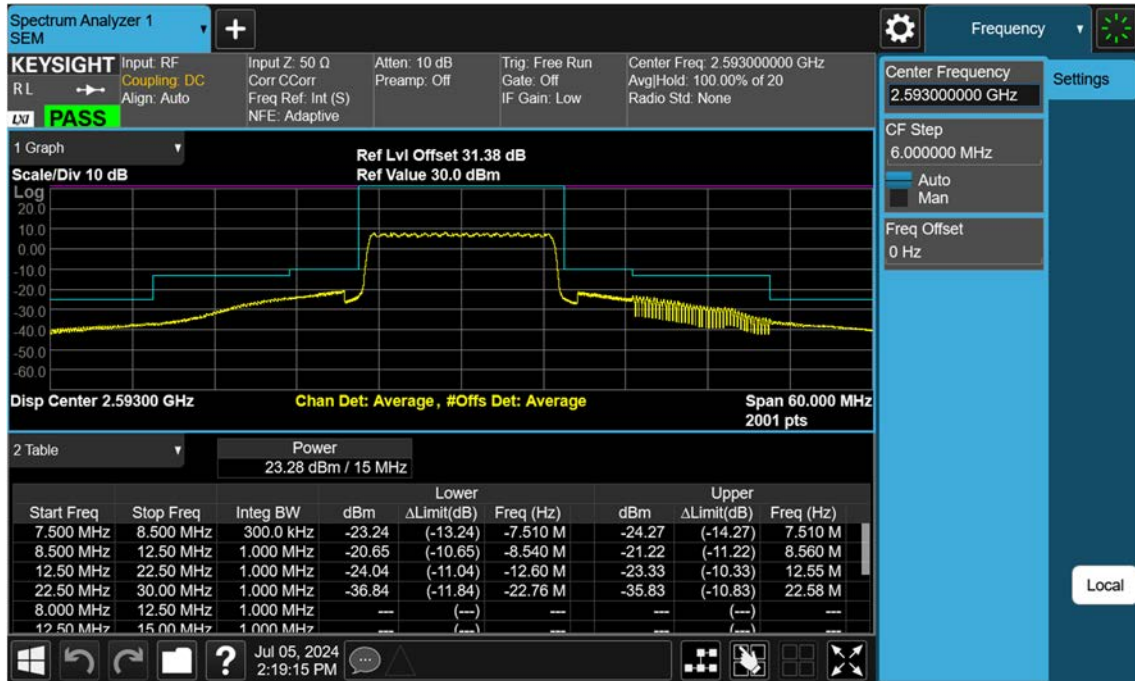 Spectrum Analyzer 1
SEM
Frequency
KEYSIGHT
R L
LXI
PASS
Input: RF
Coupling: DC
Align: Auto
Input Z: 50 Ω
Corr CCorr
Freq Ref: Int (S)
NFE: Adaptive
Atten: 10 dB
Preamp: Off
Trig: Free Run
Gate: Off
IF Gain: Low
Center Freq: 2.593000000 GHz
Avg|Hold: 100.00% of 20
Radio Std: None
Center Frequency
2.593000000 GHz
Settings
CF Step
6.000000 MHz
Auto
Man
Freq Offset
0 Hz
Local
1 Graph
Scale/Div 10 dB
Ref Lvl Offset 31.38 dB
Ref Value 30.0 dBm
Log
20.0
10.0
0.00
-10.0
-20.0
-30.0
-40.0
-50.0
-60.0
Disp Center 2.59300 GHz
Chan Det: Average, #Offs Det: Average
Span 60.000 MHz
2001 pts
2 Table
Power
23.28 dBm / 15 MHz
Lower Upper
Start Freq Stop Freq Integ BW dBm ΔLimit(dB) Freq (Hz) dBm ΔLimit(dB) Freq (Hz)
7.500 MHz 8.500 MHz 300.0 kHz -23.24 (-13.24) -7.510 M -24.27 (-14.27) 7.510 M
8.500 MHz 12.50 MHz 1.000 MHz -20.65 (-10.65) -8.540 M -21.22 (-11.22) 8.560 M
12.50 MHz 22.50 MHz 1.000 MHz -24.04 (-11.04) -12.60 M -23.33 (-10.33) 12.55 M
22.50 MHz 30.00 MHz 1.000 MHz -36.84 (-11.84) -22.76 M -35.83 (-10.83) 22.58 M
8.000 MHz 12.50 MHz 1.000 MHz --- (---) --- --- (---) ---
12.50 MHz 15.00 MHz 1.000 MHz --- (---) --- --- (---) ---
Jul 05, 2024
2:19:15 PM